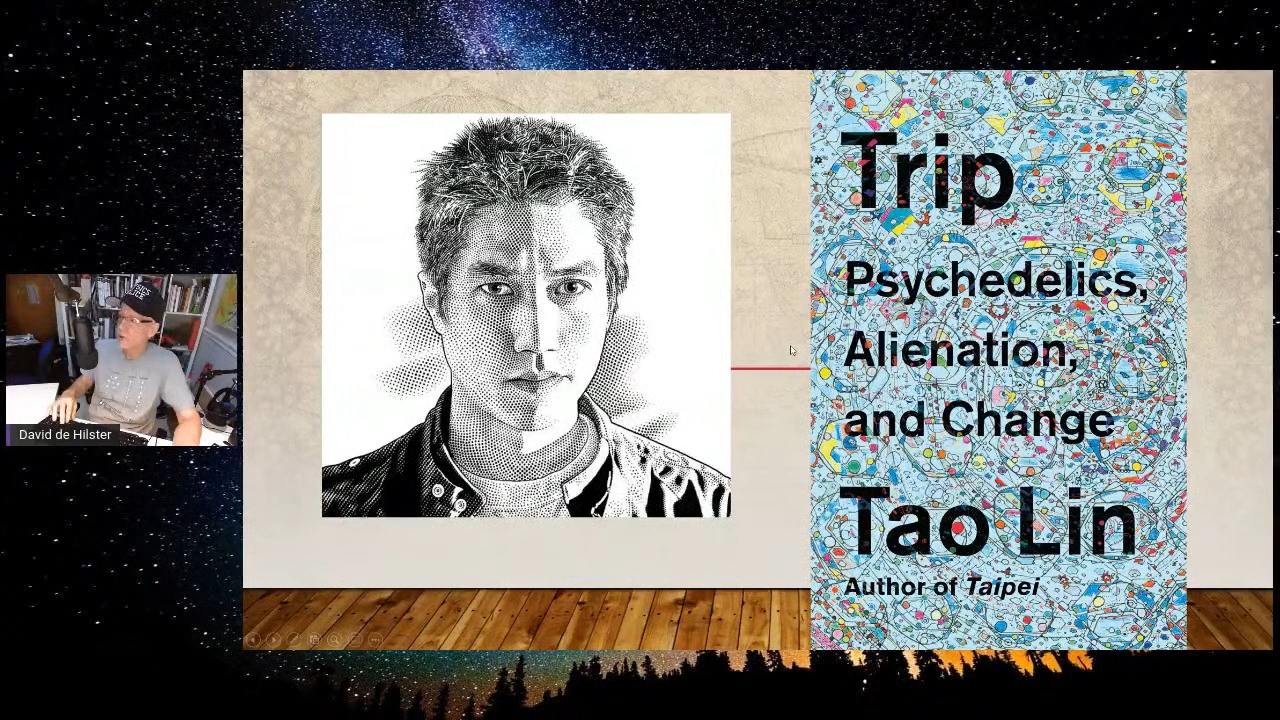 David de Hilster
Trip
Psychedelics,
Alienation,
and Change
Tao Lin
Author of Taipei